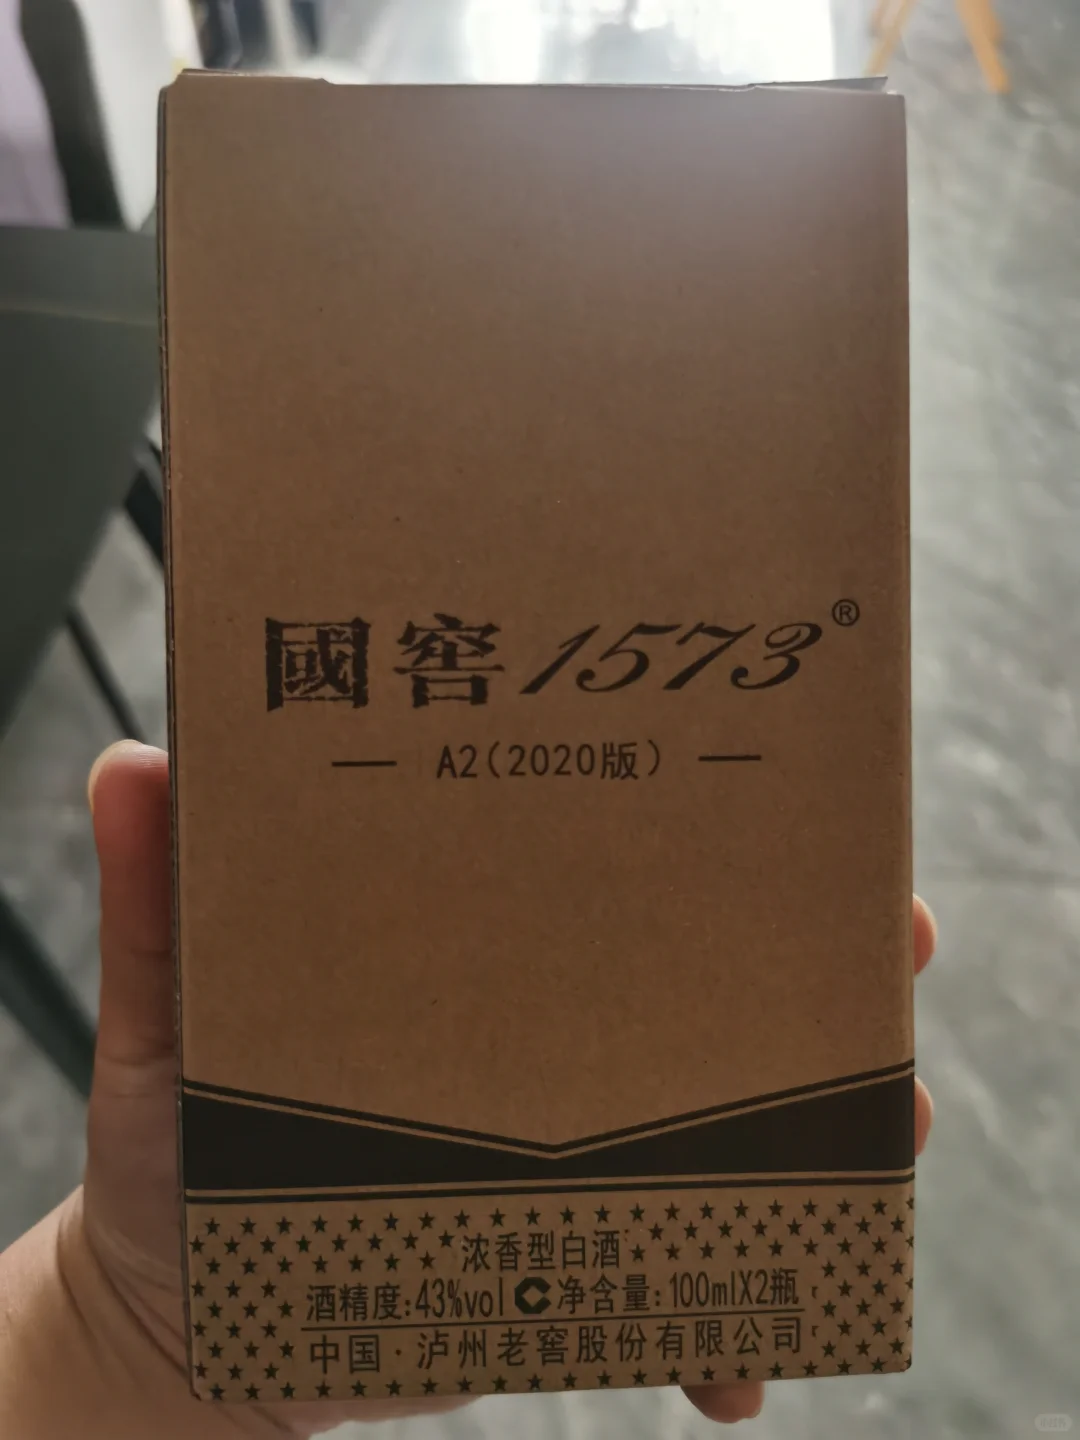 國窖1573®
— A2(2020版) —
浓香型白酒
酒精度:43%vol C净含量:100mlX2瓶
中国·泸州老窖股份有限公司